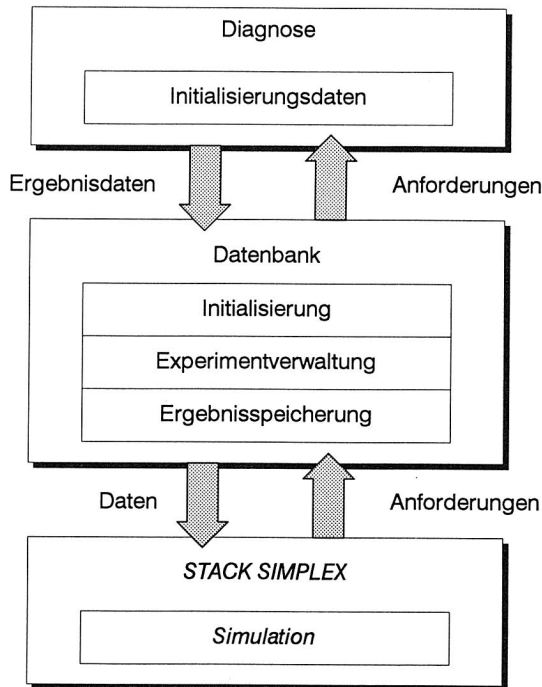 Diagnose
Initialisierungsdaten
Ergebnisdaten
Anforderungen
Datenbank
Initialisierung
Experimentverwaltung
Ergebnisspeicherung
Daten
Anforderungen
STACK SIMPLEX
Simulation